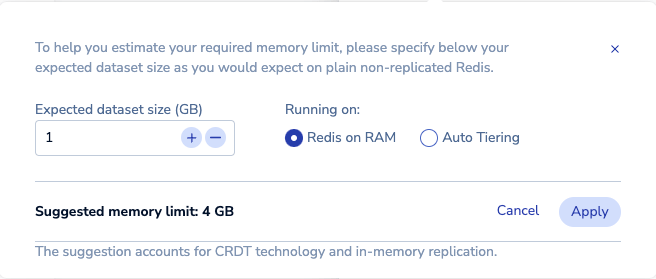 To help you estimate your required memory limit, please specify below your
expected dataset size as you would expect on plain non-replicated Redis.
Expected dataset size (GB)
Running on:
1
Redis on RAM
Auto Tiering
Suggested memory limit: 4 GB
Cancel
Apply
The suggestion accounts for CRDT technology and in-memory replication.